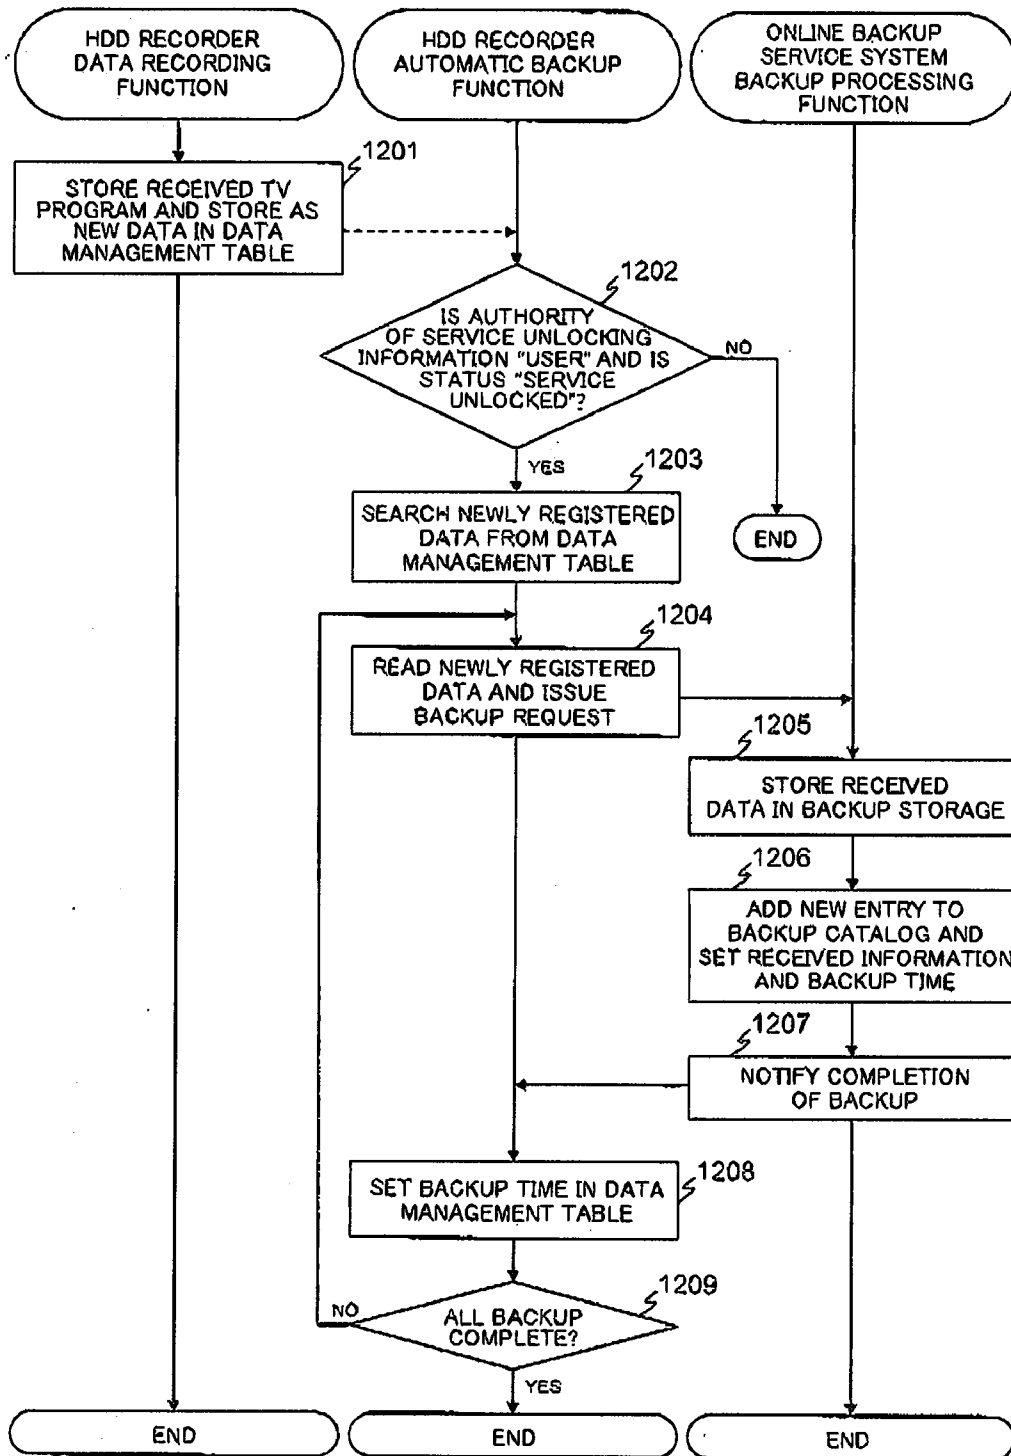 HDD RECORDER
DATA RECORDING
FUNCTION
HDD RECORDER
AUTOMATIC BACKUP
FUNCTION
ONLINE BACKUP
SERVICE SYSTEM
BACKUP PROCESSING
FUNCTION
1201
STORE RECEIVED TV
PROGRAM AND STORE AS
NEW DATA IN DATA
MANAGEMENT TABLE
1202
IS AUTHORITY
OF SERVICE UNLOCKING
INFORMATION "USER" AND IS
STATUS "SERVICE
UNLOCKED"?
NO
YES
END
1203
SEARCH NEWLY REGISTERED
DATA FROM DATA
MANAGEMENT TABLE
1204
READ NEWLY REGISTERED
DATA AND ISSUE
BACKUP REQUEST
1205
STORE RECEIVED
DATA IN BACKUP STORAGE
1206
ADD NEW ENTRY TO
BACKUP CATALOG AND
SET RECEIVED INFORMATION
AND BACKUP TIME
1207
NOTIFY COMPLETION
OF BACKUP
1208
SET BACKUP TIME IN DATA
MANAGEMENT TABLE
1209
NO
ALL BACKUP
COMPLETE?
YES
END
END
END